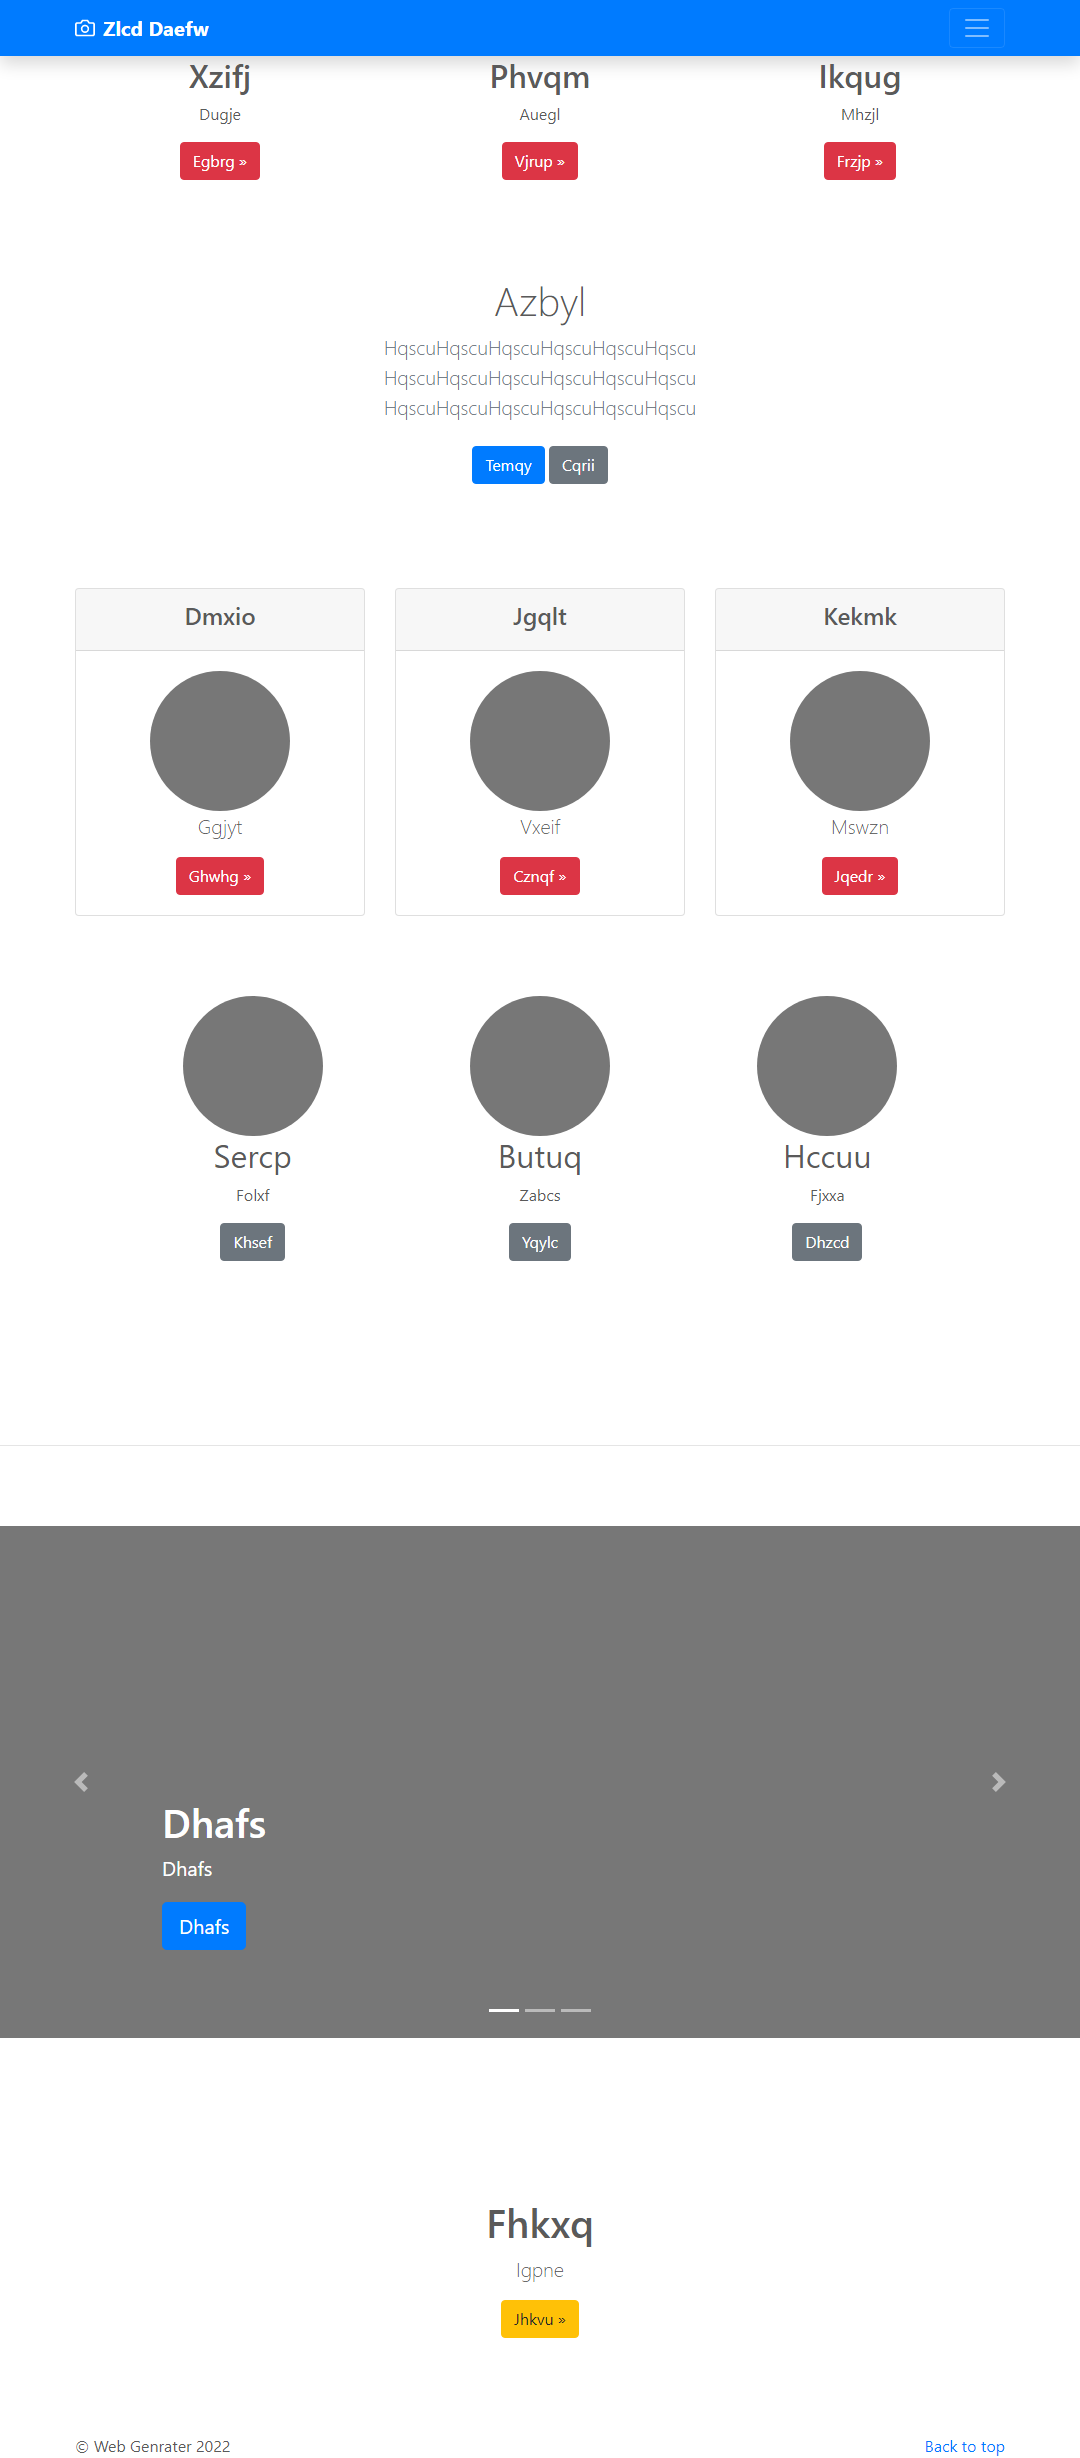 Zlcd Daefw
Xzifj
Phvqm
Ikqug
Dugje
Auegl
Mhzjl
Egbrg »
Vjrup »
Frzjp »
Azbyl
HqscuHqscuHqscuHqscuHqscuHqscu
HqscuHqscuHqscuHqscuHqscuHqscu
HqscuHqscuHqscuHqscuHqscuHqscu
Temqy
Cqrii
Dmxio
Jgqlt
Kekmk
Ggjyt
Vxeif
Mswzn
Ghwhg »
Cznqf »
Jqedr »
Sercp
Butuq
Hccuu
Folxf
Zabcs
Fjxxa
Khsef
Yqylc
Dhzcd
Dhafs
Dhafs
Dhafs
Fhkxq
Igpne
Jhkvu »
© Web Genrater 2022
Back to top